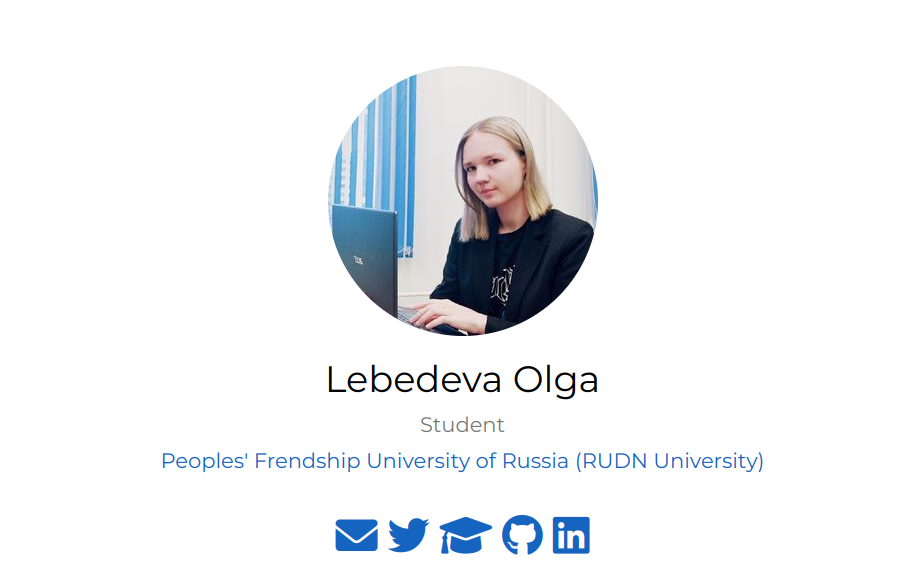 Lebedeva Olga
Student
Peoples' Frendship University of Russia (RUDN University)